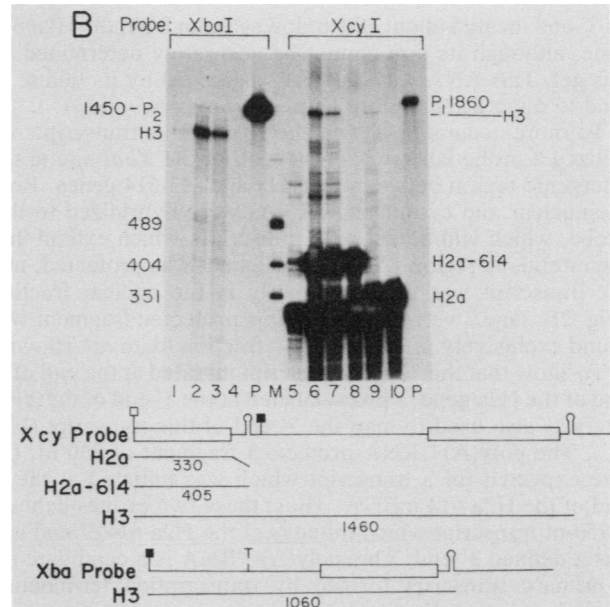 B
Probe: XbaI XcyI
1450-P2
H3
P1 1860
H3
489
404
351
H2a-614
H2a
1 2 3 4 P M 5 6 7 8 9 10 P
Xcy Probe
H2a 330
H2a-614 405
H3 1460
Xba Probe
T
H3 1060